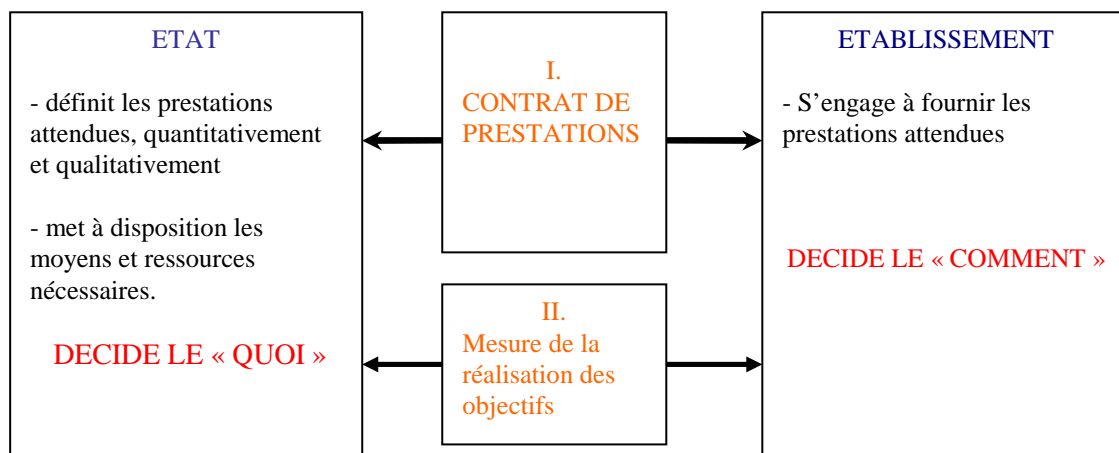 ETAT
- définit les prestations
attendues, quantitativement
et qualitativement
- met à disposition les
moyens et ressources
nécessaires.
DECIDE LE « QUOI »
I.
CONTRAT DE
PRESTATIONS
II.
Mesure de la
réalisation des
objectifs
ETABLISSEMENT
- S’engage à fournir les
prestations attendues
DECIDE LE « COMMENT »